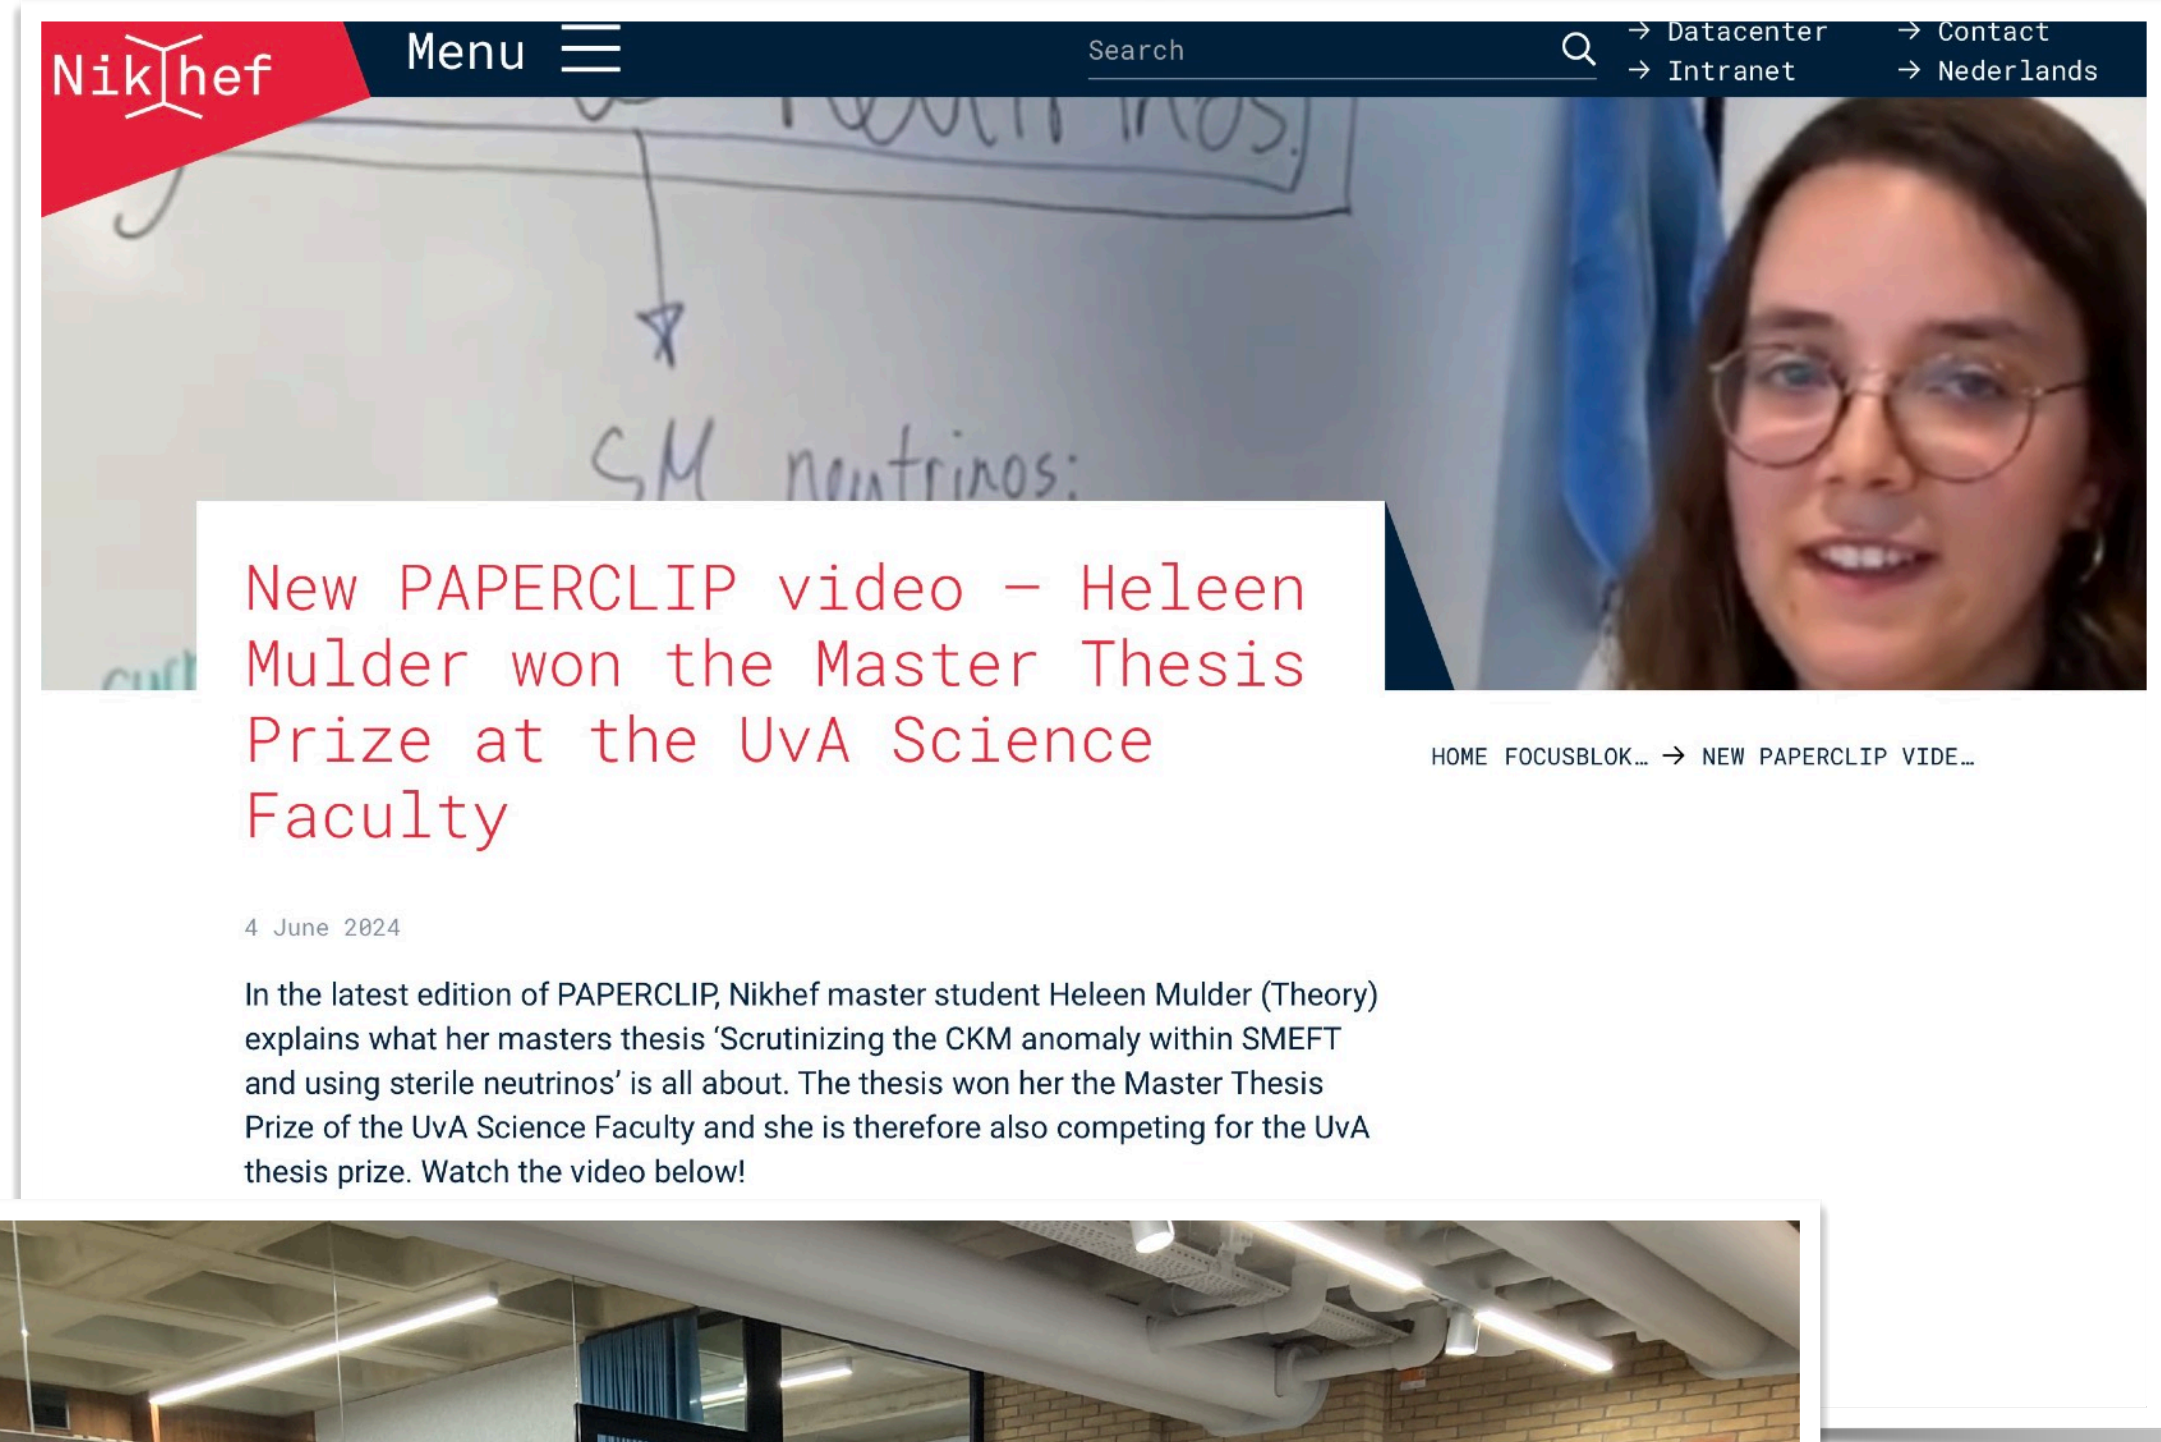 Nikhef
Menu
Search
→ Datacenter
→ Contact
→ Intranet
→ Nederlands
neutrinos.
SM neutrinos:
New PAPERCLIP video – Heleen
Mulder won the Master Thesis
Prize at the UvA Science
Faculty
HOME FOCUSBLOK… → NEW PAPERCLIP VIDE…
4 June 2024
In the latest edition of PAPERCLIP, Nikhef master student Heleen Mulder (Theory)
explains what her masters thesis ‘Scrutinizing the CKM anomaly within SMEFT
and using sterile neutrinos’ is all about. The thesis won her the Master Thesis
Prize of the UvA Science Faculty and she is therefore also competing for the UvA
thesis prize. Watch the video below!